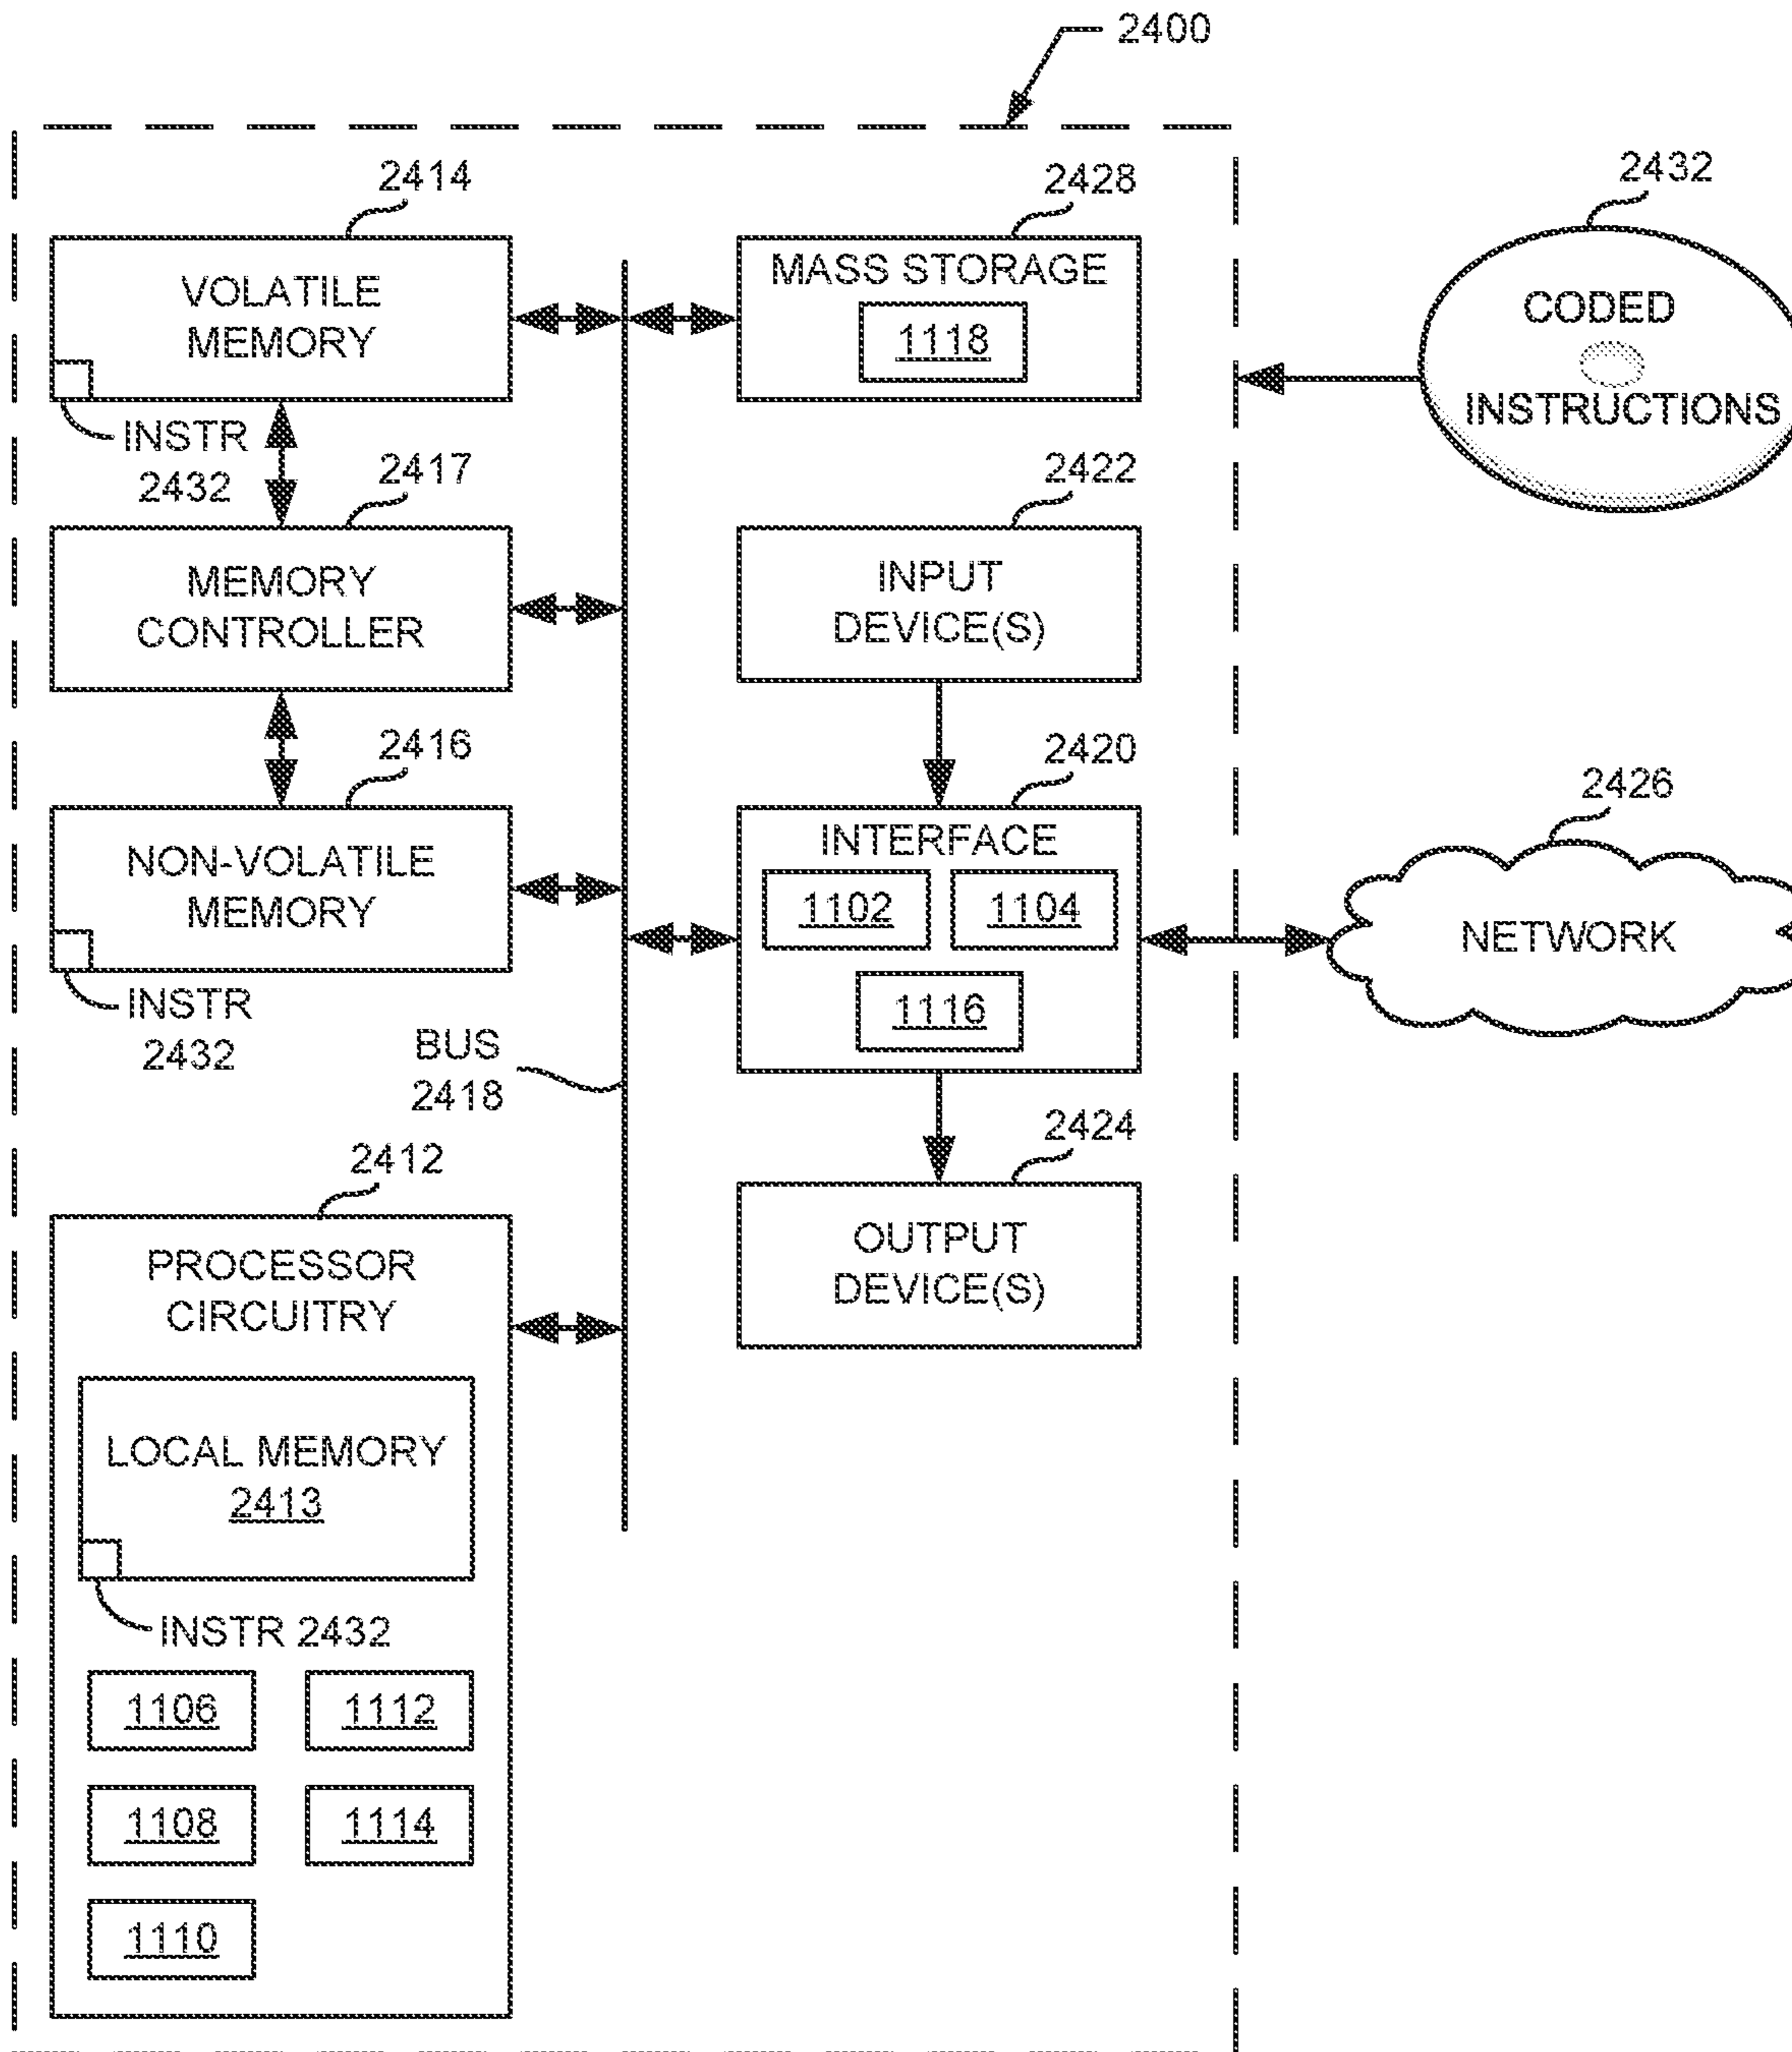 2400
2414
VOLATILE
MEMORY
INSTR
2432
2428
MASS STORAGE
1118
2432
CODED
INSTRUCTIONS
2417
MEMORY
CONTROLLER
2422
INPUT
DEVICE(S)
2416
NON-VOLATILE
MEMORY
INSTR
2432
2420
INTERFACE
1102
1104
1116
2426
NETWORK
BUS
2418
2424
OUTPUT
DEVICE(S)
2412
PROCESSOR
CIRCUITRY
LOCAL MEMORY
2413
INSTR 2432
1106
1112
1108
1114
1110